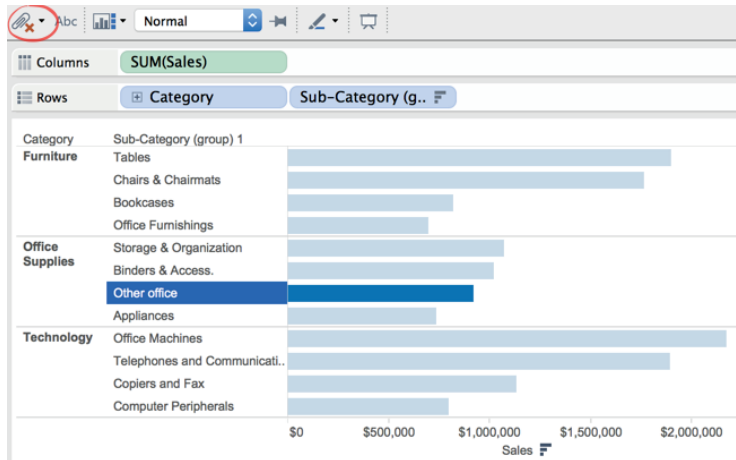 Abc Normal
Columns SUM(Sales)
Rows Category Sub-Category (g..
Category Sub-Category (group) 1
Furniture Tables
Chairs & Chairmats
Bookcases
Office Furnishings
Office Supplies Storage & Organization
Binders & Access.
Other office
Appliances
Technology Office Machines
Telephones and Communicati..
Copiers and Fax
Computer Peripherals
$0 $500,000 $1,000,000 $1,500,000 $2,000,000
Sales